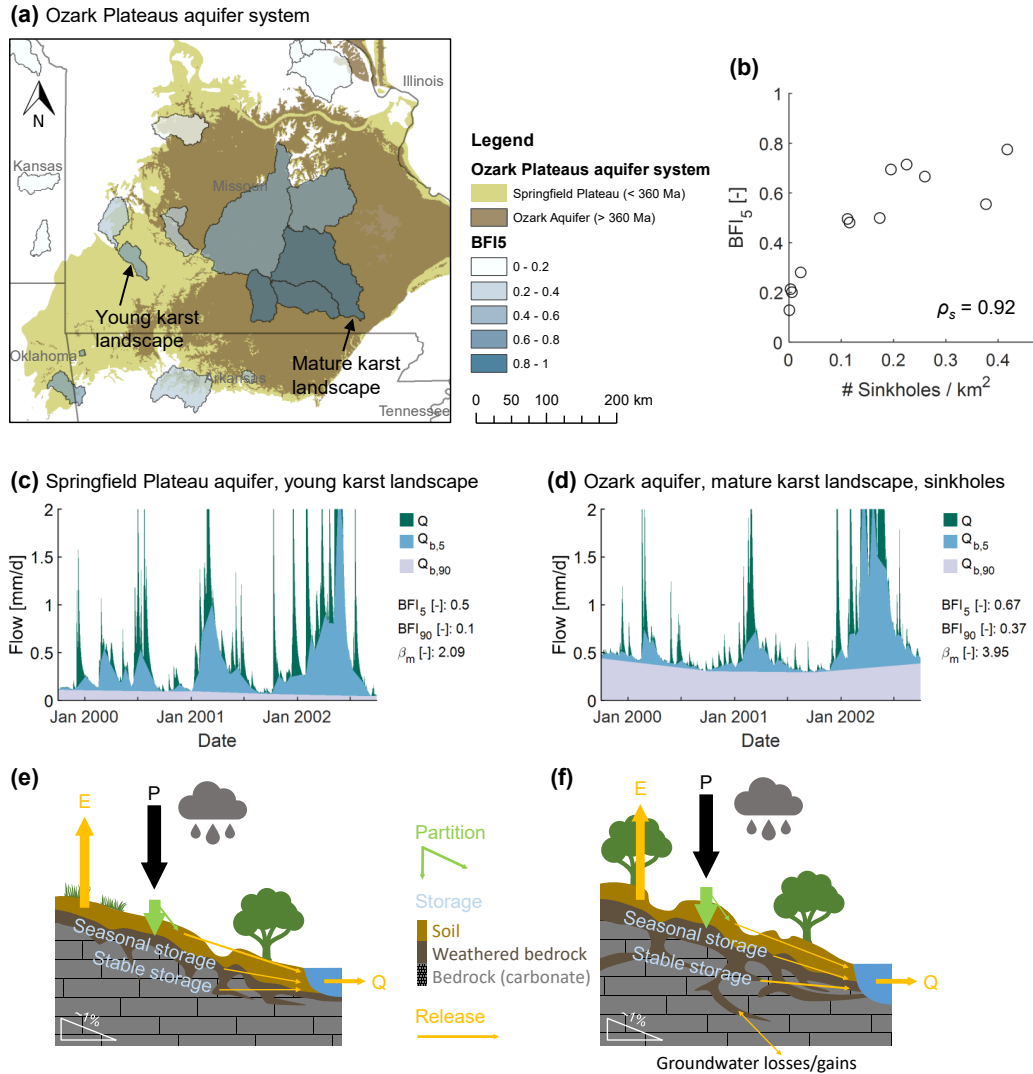 (a) Ozark Plateaus aquifer system
Illinois
N
Kansas
Missouri
Young karst
landscape
Mature karst
landscape
Oklahoma
Arkansas
Tennessee
Legend
Ozark Plateaus aquifer system
Springfield Plateau (< 360 Ma)
Ozark Aquifer (> 360 Ma)
BFI5
0 - 0.2
0.2 - 0.4
0.4 - 0.6
0.6 - 0.8
0.8 - 1
0 50 100 200 km
(b)
1
0.8
0.6
0.4
0.2
0
BFI5 [-]
ρs = 0.92
0 0.1 0.2 0.3 0.4
# Sinkholes / km2
(c) Springfield Plateau aquifer, young karst landscape
2
1.5
1
0.5
0
Flow [mm/d]
Jan 2000 Jan 2001 Jan 2002
Date
Q
Qb,5
Qb,90
BFI5 [-]: 0.5
BFI90 [-]: 0.1
βm [-]: 2.09
(d) Ozark aquifer, mature karst landscape, sinkholes
2
1.5
1
0.5
0
Flow [mm/d]
Jan 2000 Jan 2001 Jan 2002
Date
Q
Qb,5
Qb,90
BFI5 [-]: 0.67
BFI90 [-]: 0.37
βm [-]: 3.95
(e)
E
P
Seasonal storage
Stable storage
Q
~1%
Partition
Storage
Soil
Weathered bedrock
Bedrock (carbonate)
Release
(f)
E
P
Seasonal storage
Stable storage
Q
~1%
Groundwater losses/gains